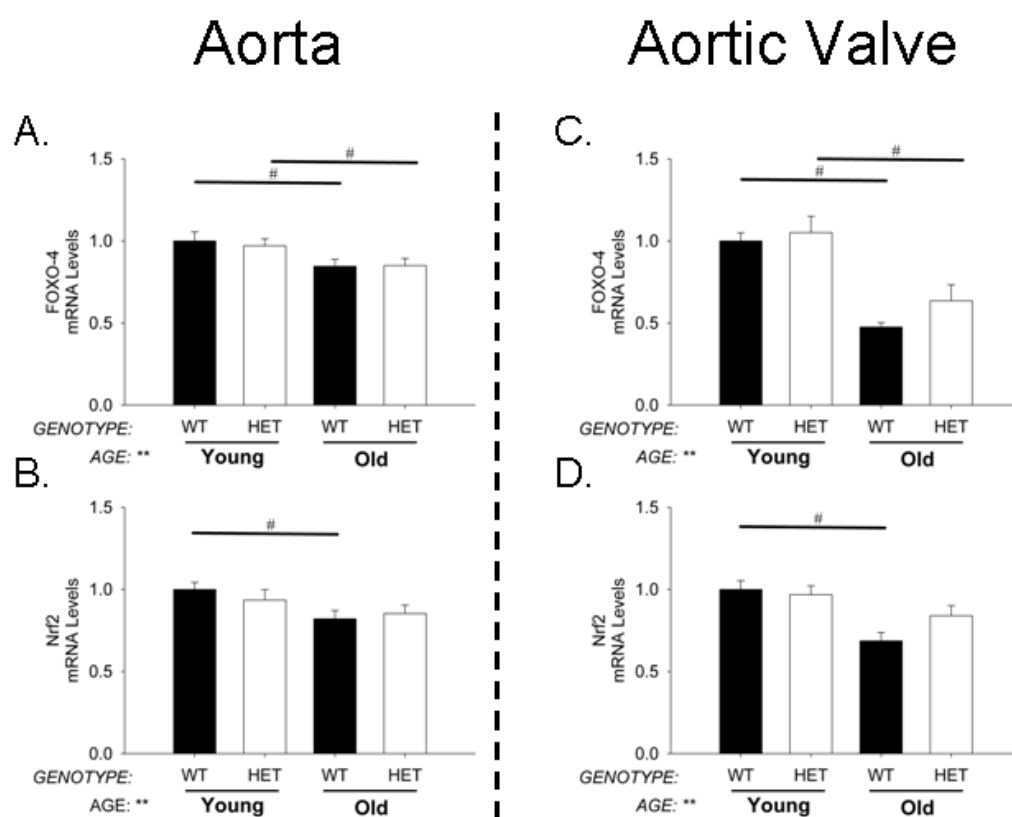 Aorta
Aortic Valve
A.
#
#
1.5
1.0
0.5
0.0
FOXO-4
mRNA Levels
GENOTYPE: WT HET WT HET
AGE: ** Young Old
B.
#
1.5
1.0
0.5
0.0
Nrf2
mRNA Levels
GENOTYPE: WT HET WT HET
AGE: ** Young Old
C.
#
#
1.5
1.0
0.5
0.0
FOXO-4
mRNA Levels
GENOTYPE: WT HET WT HET
AGE: ** Young Old
D.
#
1.5
1.0
0.5
0.0
Nrf2
mRNA Levels
GENOTYPE: WT HET WT HET
AGE: ** Young Old